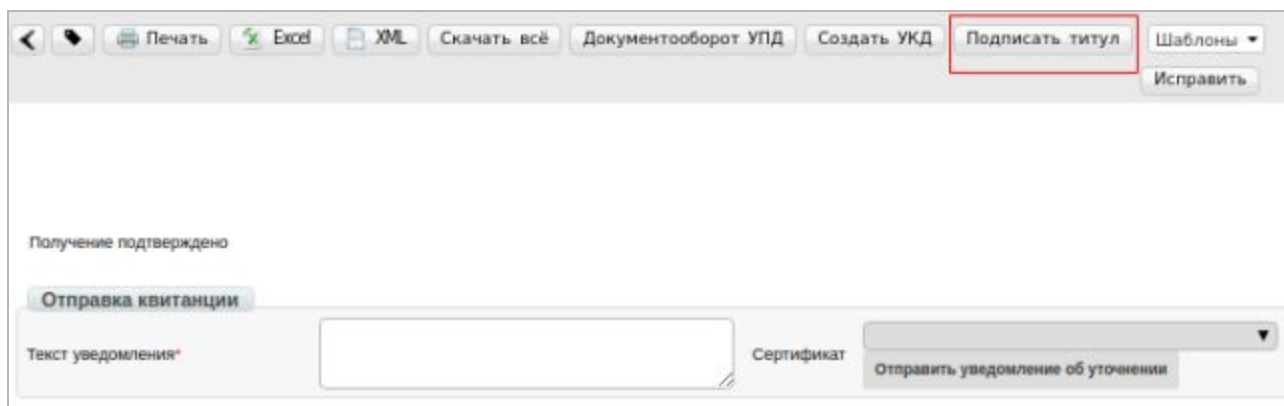 Печать Excel XML Скачать всё Документооборот УПД Создать УКД Подписать титул Шаблоны
Исправить
Получение подтверждено
Отправка квитанции
Текст уведомления* Сертификат
Отправить уведомление об уточнении